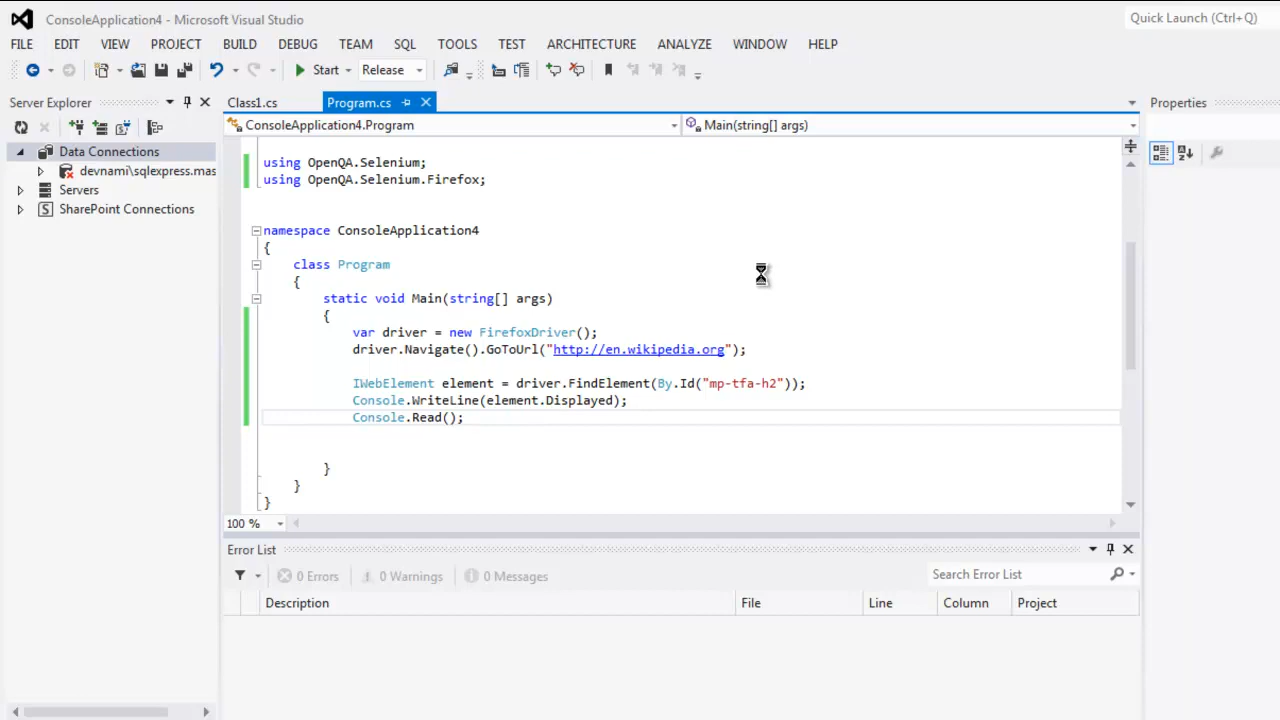 ConsoleApplication4 - Microsoft Visual Studio
Quick Launch (Ctrl+Q)
FILE EDIT VIEW PROJECT BUILD DEBUG TEAM SQL TOOLS TEST ARCHITECTURE ANALYZE WINDOW HELP
Start Release
Server Explorer
Class1.cs Program.cs
Properties
ConsoleApplication4.Program Main(string[] args)
Data Connections
devnami\sqlexpress.mas
Servers
SharePoint Connections
using OpenQA.Selenium;
using OpenQA.Selenium.Firefox;
namespace ConsoleApplication4
{
class Program
{
static void Main(string[] args)
{
var driver = new FirefoxDriver();
driver.Navigate().GoToUrl("http://en.wikipedia.org");
IWebElement element = driver.FindElement(By.Id("mp-tfa-h2"));
Console.WriteLine(element.Displayed);
Console.Read();
}
}
}
100 %
Error List
0 Errors 0 Warnings 0 Messages
Search Error List
Description File Line Column Project